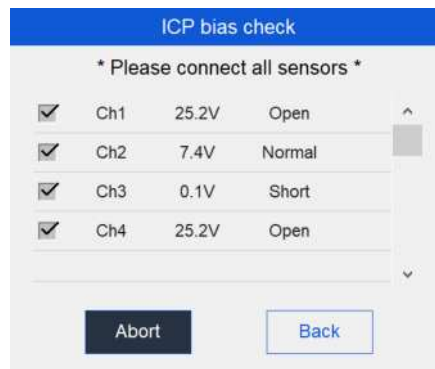 ICP bias check
* Please connect all sensors *
Ch1 25.2V Open
Ch2 7.4V Normal
Ch3 0.1V Short
Ch4 25.2V Open
Abort Back